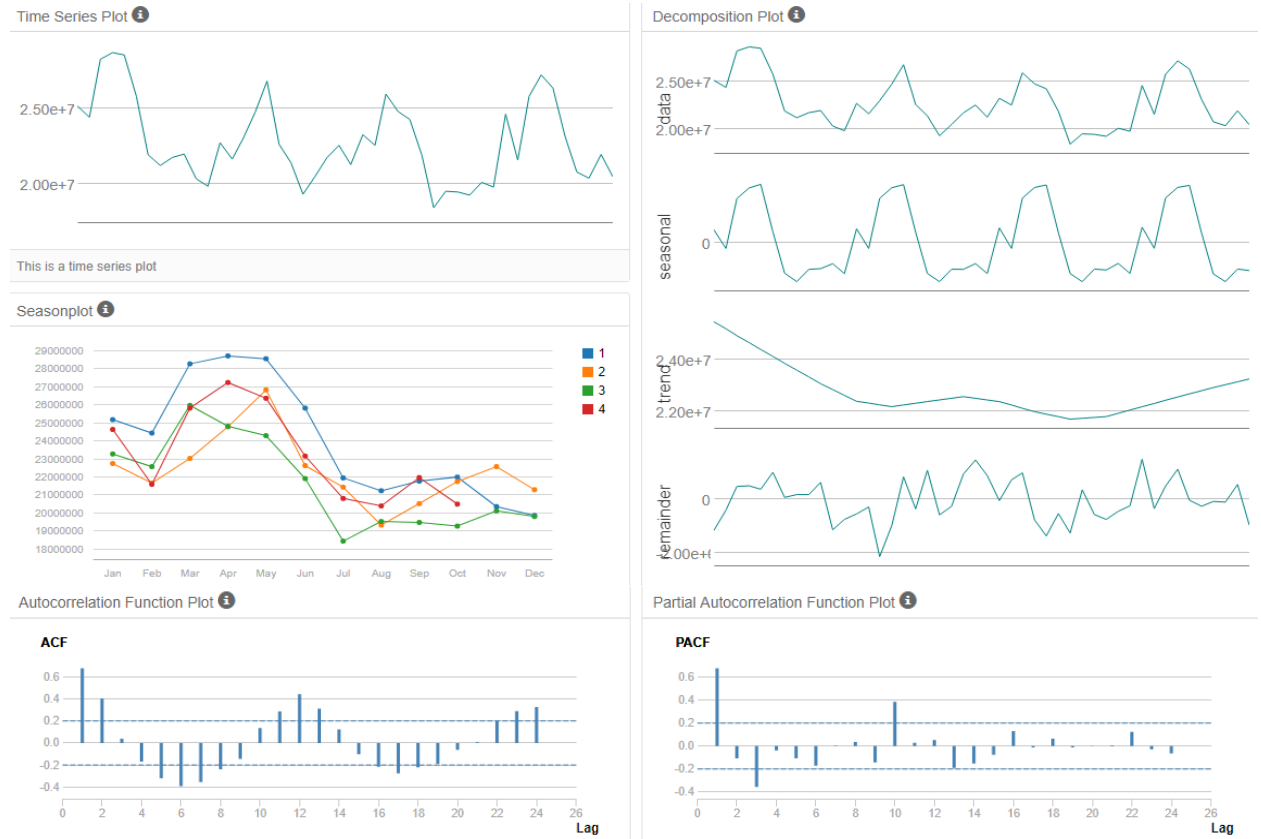 Time Series Plot i
2.50e+7
2.00e+7
This is a time series plot
Seasonplot i
29000000
28000000
27000000
26000000
25000000
24000000
23000000
22000000
21000000
20000000
19000000
18000000
Jan Feb Mar Apr May Jun Jul Aug Sep Oct Nov Dec
1
2
3
4
Decomposition Plot i
data
2.50e+7
2.00e+7
seasonal
0
trend
2.40e+7
2.20e+7
remainder
0
-2.00e+
Autocorrelation Function Plot i
ACF
0.6
0.4
0.2
0.0
-0.2
-0.4
0 2 4 6 8 10 12 14 16 18 20 22 24 26
Lag
Partial Autocorrelation Function Plot i
PACF
0.6
0.4
0.2
0.0
-0.2
-0.4
0 2 4 6 8 10 12 14 16 18 20 22 24 26
Lag